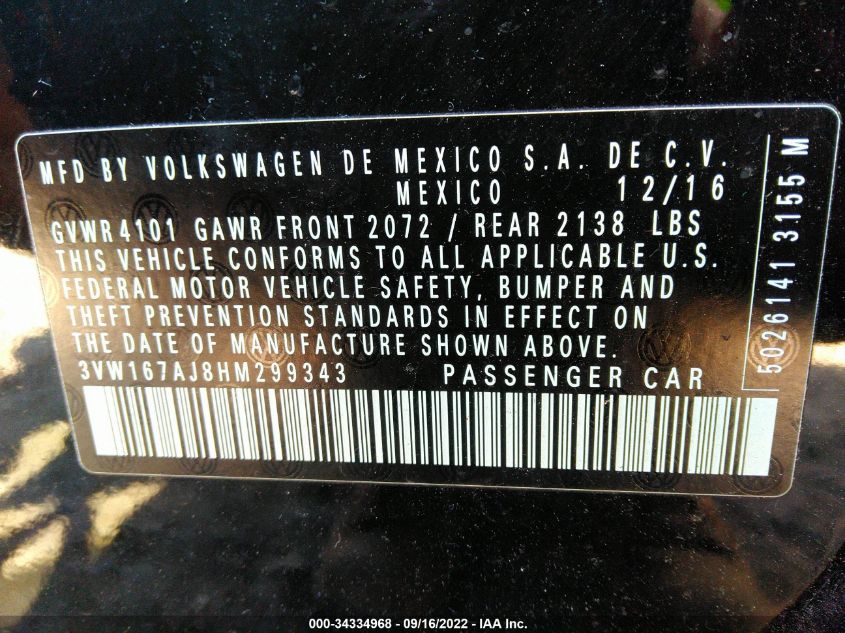 MFD BY VOLKSWAGEN DE MEXICO S.A. DE C.V.
MEXICO 12/16
GVWR 4101 GAWR FRONT 2072 / REAR 2138 LBS
THIS VEHICLE CONFORMS TO ALL APPLICABLE U.S.
FEDERAL MOTOR VEHICLE SAFETY, BUMPER AND
THEFT PREVENTION STANDARDS IN EFFECT ON
THE DATE OF MANUFACTURE SHOWN ABOVE.
3VW167AJ8HM299343 PASSENGER CAR
5026141 3155 M
000-34334968 - 09/16/2022 - IAA Inc.